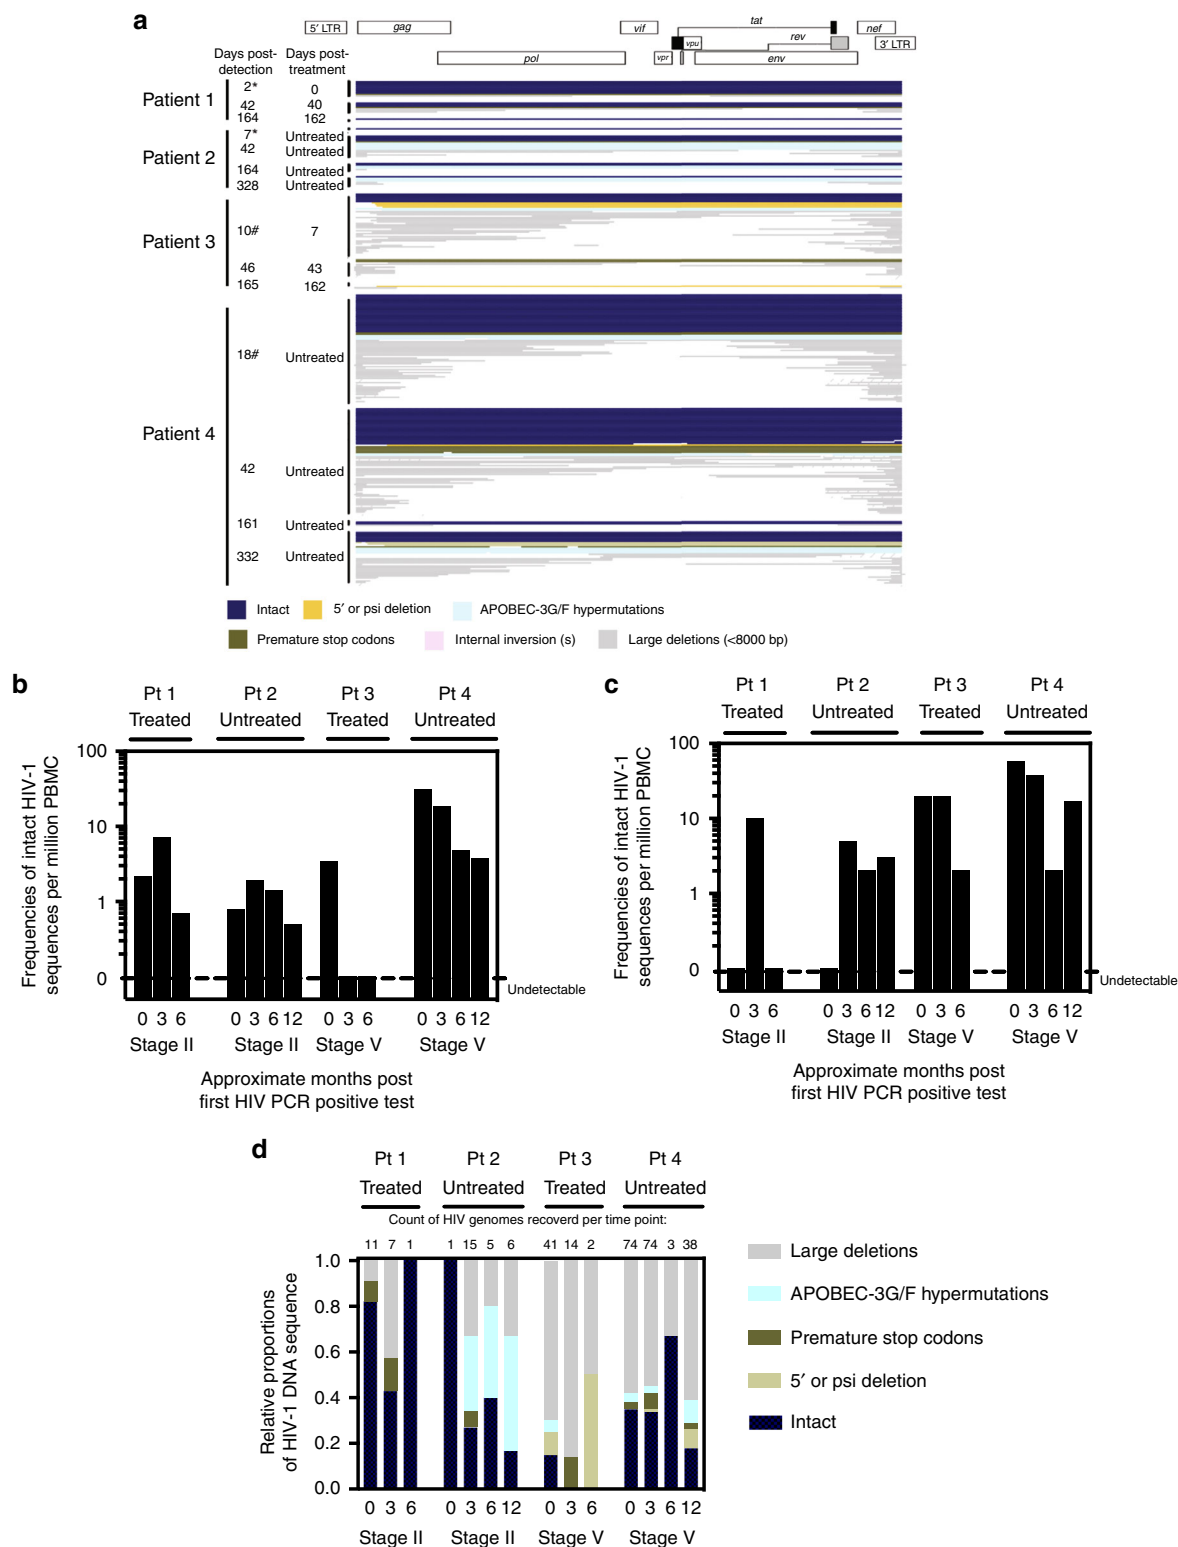 a
5′ LTR
gag
vif
tat
nef
vpu
rev
3′ LTR
pol
vpr
env
Days post-
detection
Days post-
treatment
Patient 1
2*
0
42
40
164
162
Patient 2
7*
Untreated
42
Untreated
164
Untreated
328
Untreated
Patient 3
10#
7
46
43
165
162
Patient 4
18#
Untreated
42
Untreated
161
Untreated
332
Untreated
Intact
5′ or psi deletion
APOBEC-3G/F hypermutations
Premature stop codons
Internal inversion (s)
Large deletions (<8000 bp)
b
Pt 1 Pt 2 Pt 3 Pt 4
Treated Untreated Treated Untreated
Frequencies of intact HIV-1
sequences per million PBMC
100
10
1
0
Undetectable
0 3 6 0 3 6 12 0 3 6 0 3 6 12
Stage II Stage II Stage V Stage V
Approximate months post
first HIV PCR positive test
c
Pt 1 Pt 2 Pt 3 Pt 4
Treated Untreated Treated Untreated
Frequencies of intact HIV-1
sequences per million PBMC
100
10
1
0
Undetectable
0 3 6 0 3 6 12 0 3 6 0 3 6 12
Stage II Stage II Stage V Stage V
Approximate months post
first HIV PCR positive test
d
Pt 1 Pt 2 Pt 3 Pt 4
Treated Untreated Treated Untreated
Count of HIV genomes recoverd per time point:
11 7 1 1 15 5 6 41 14 2 74 74 3 38
Relative proportions
of HIV-1 DNA sequence
1.0
0.8
0.6
0.4
0.2
0.0
0 3 6 0 3 6 12 0 3 6 0 3 6 12
Stage II Stage II Stage V Stage V
Large deletions
APOBEC-3G/F hypermutations
Premature stop codons
5′ or psi deletion
Intact